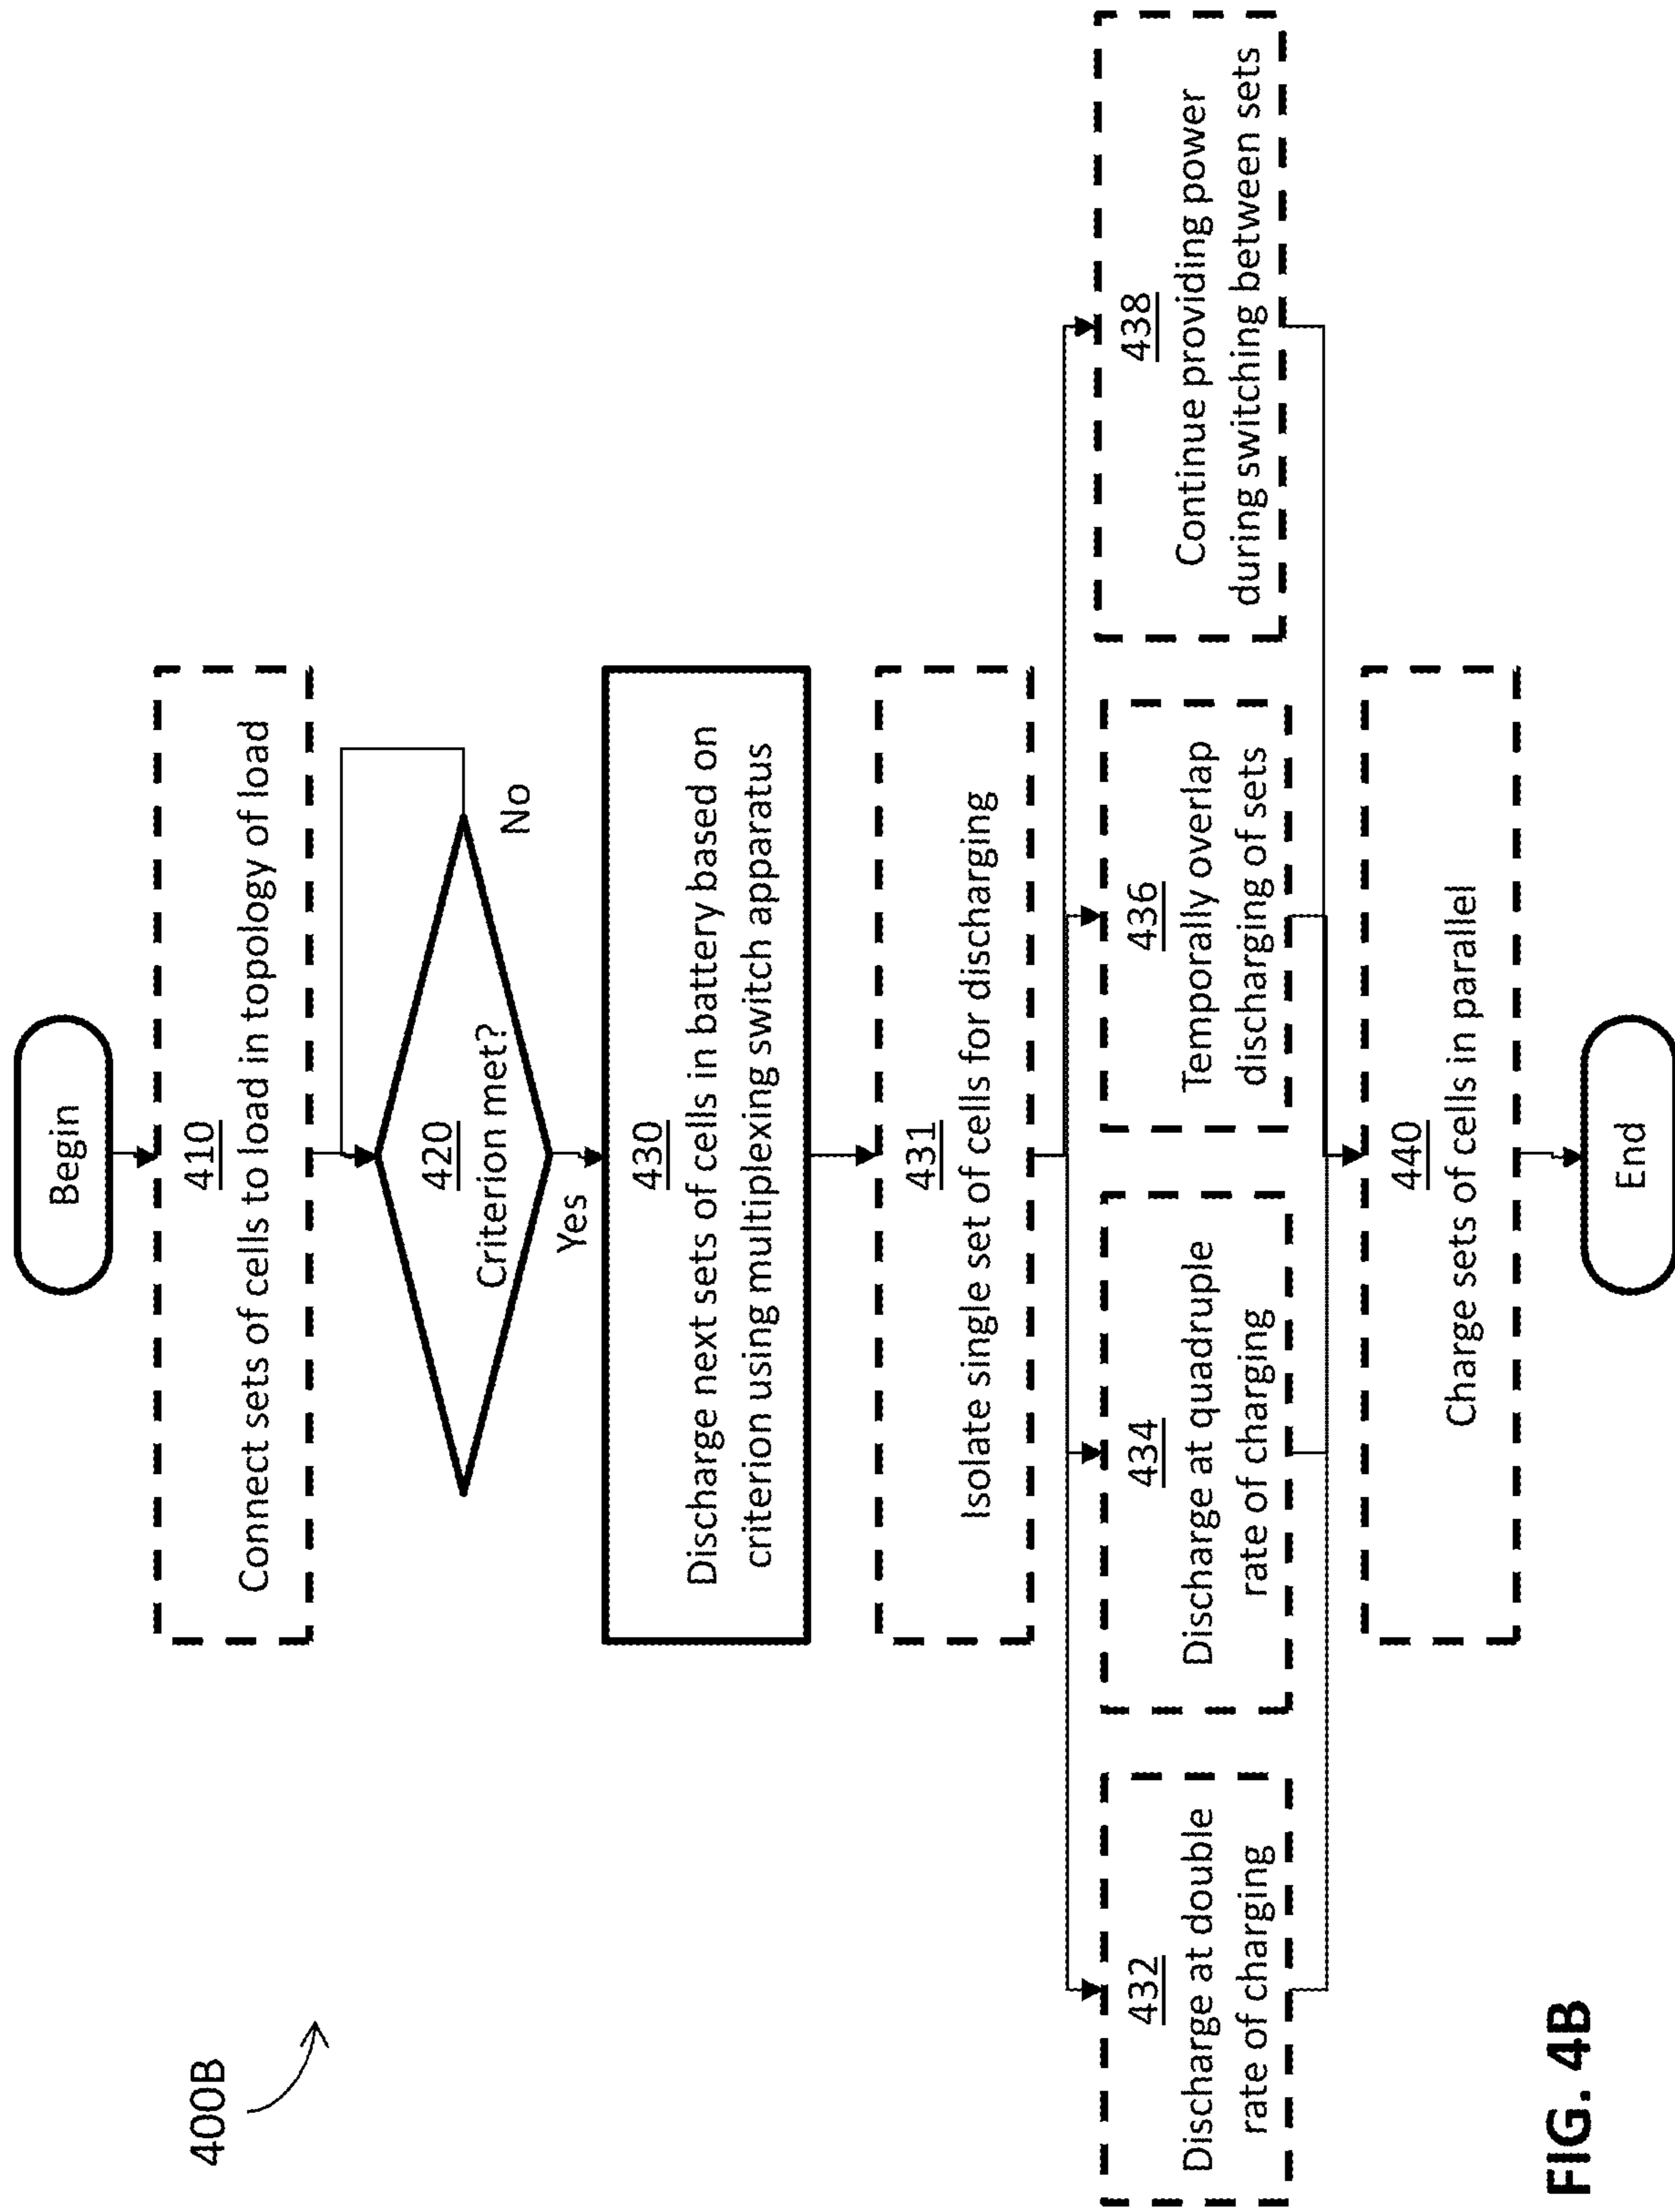 400B
Begin
410
Connect sets of cells to load in topology of load
420
Criterion met?
No
Yes
430
Discharge next sets of cells in battery based on
criterion using multiplexing switch apparatus
431
Isolate single set of cells for discharging
432
Discharge at double
rate of charging
434
Discharge at quadruple
rate of charging
436
Temporally overlap
discharging of sets
438
Continue providing power
during switching between sets
440
Charge sets of cells in parallel
End
FIG. 4B